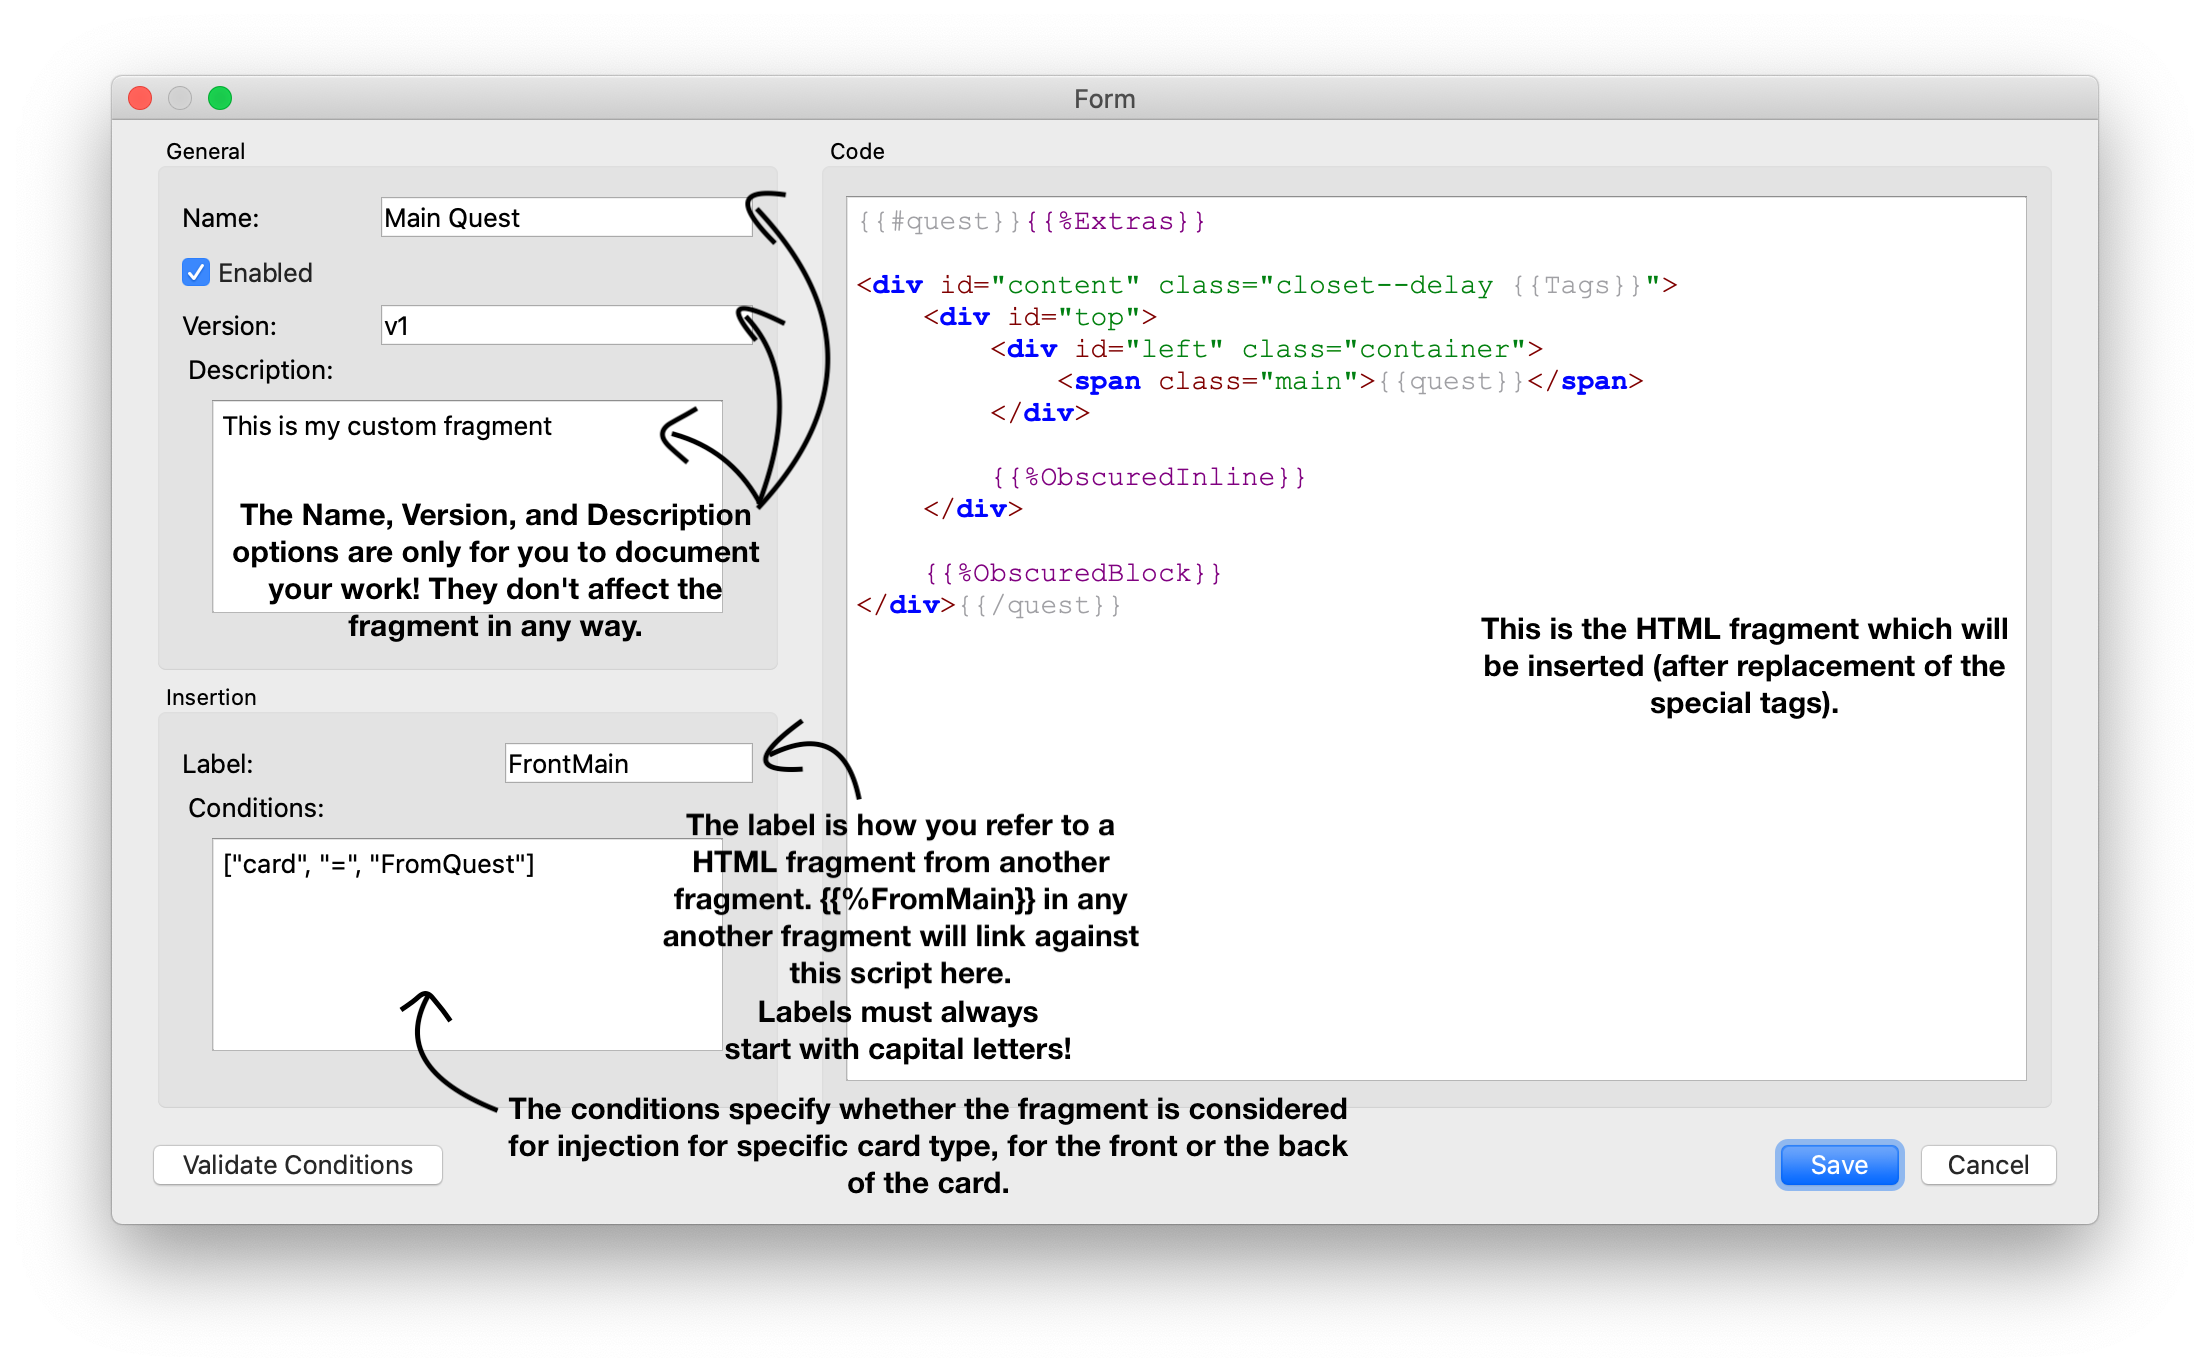 Form
General
Name:
Main Quest
Enabled
Version:
v1
Description:
This is my custom fragment
The Name, Version, and Description
options are only for you to document
your work! They don't affect the
fragment in any way.
Insertion
Label:
FrontMain
Conditions:
["card", "=", "FromQuest"]
The label is how you refer to a
HTML fragment from another
fragment. {{%FromMain}} in any
another fragment will link against
this script here.
Labels must always
start with capital letters!
The conditions specify whether the fragment is considered
for injection for specific card type, for the front or the back
of the card.
Validate Conditions
Code
{{#quest}}{{%Extras}}
<div id="content" class="closet--delay {{Tags}}">
    <div id="top">
        <div id="left" class="container">
            <span class="main">{{quest}}</span>
        </div>
        {{%ObscuredInline}}
    </div>
    {{%ObscuredBlock}}
</div>{{/quest}}
This is the HTML fragment which will
be inserted (after replacement of the
special tags).
Save
Cancel